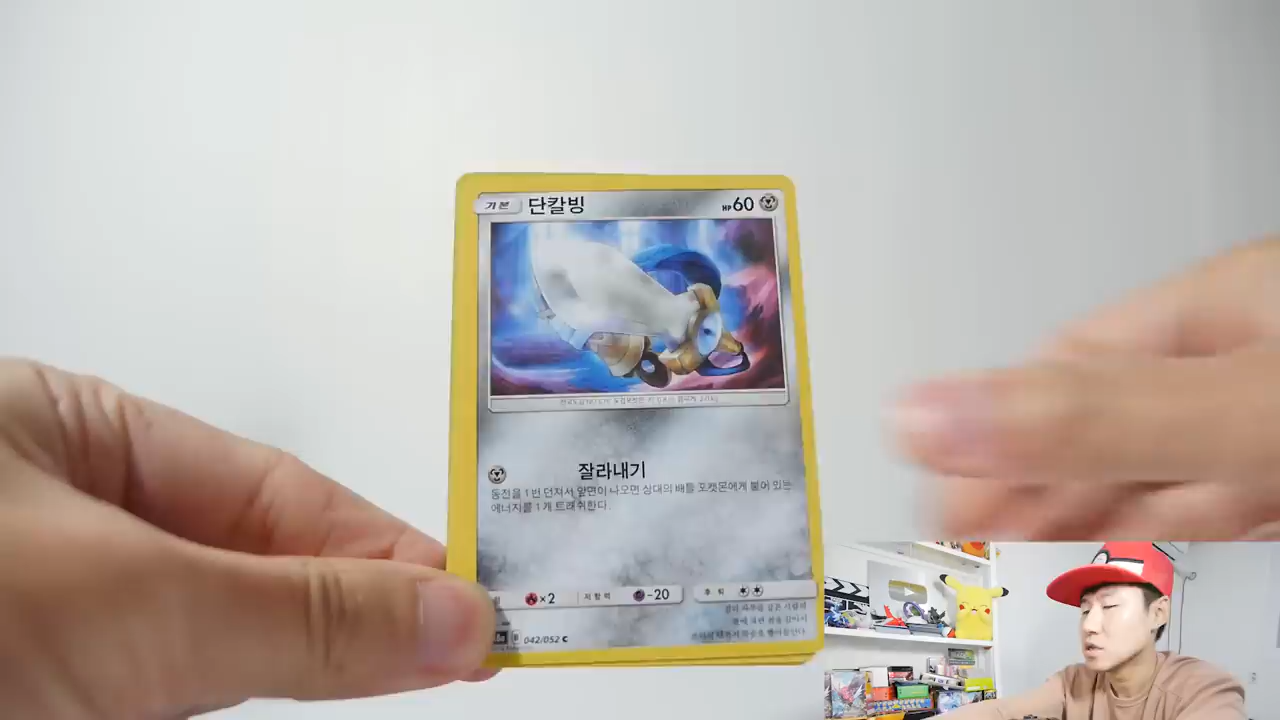 기본 단칼빙 HP 60
잘라내기
동전을 1번 던져서 앞면이 나오면 상대의 배틀 포켓몬에게 붙어 있는
에너지를 1개 트래쉬한다.
×2 저항력 -20 후퇴
042/052 C